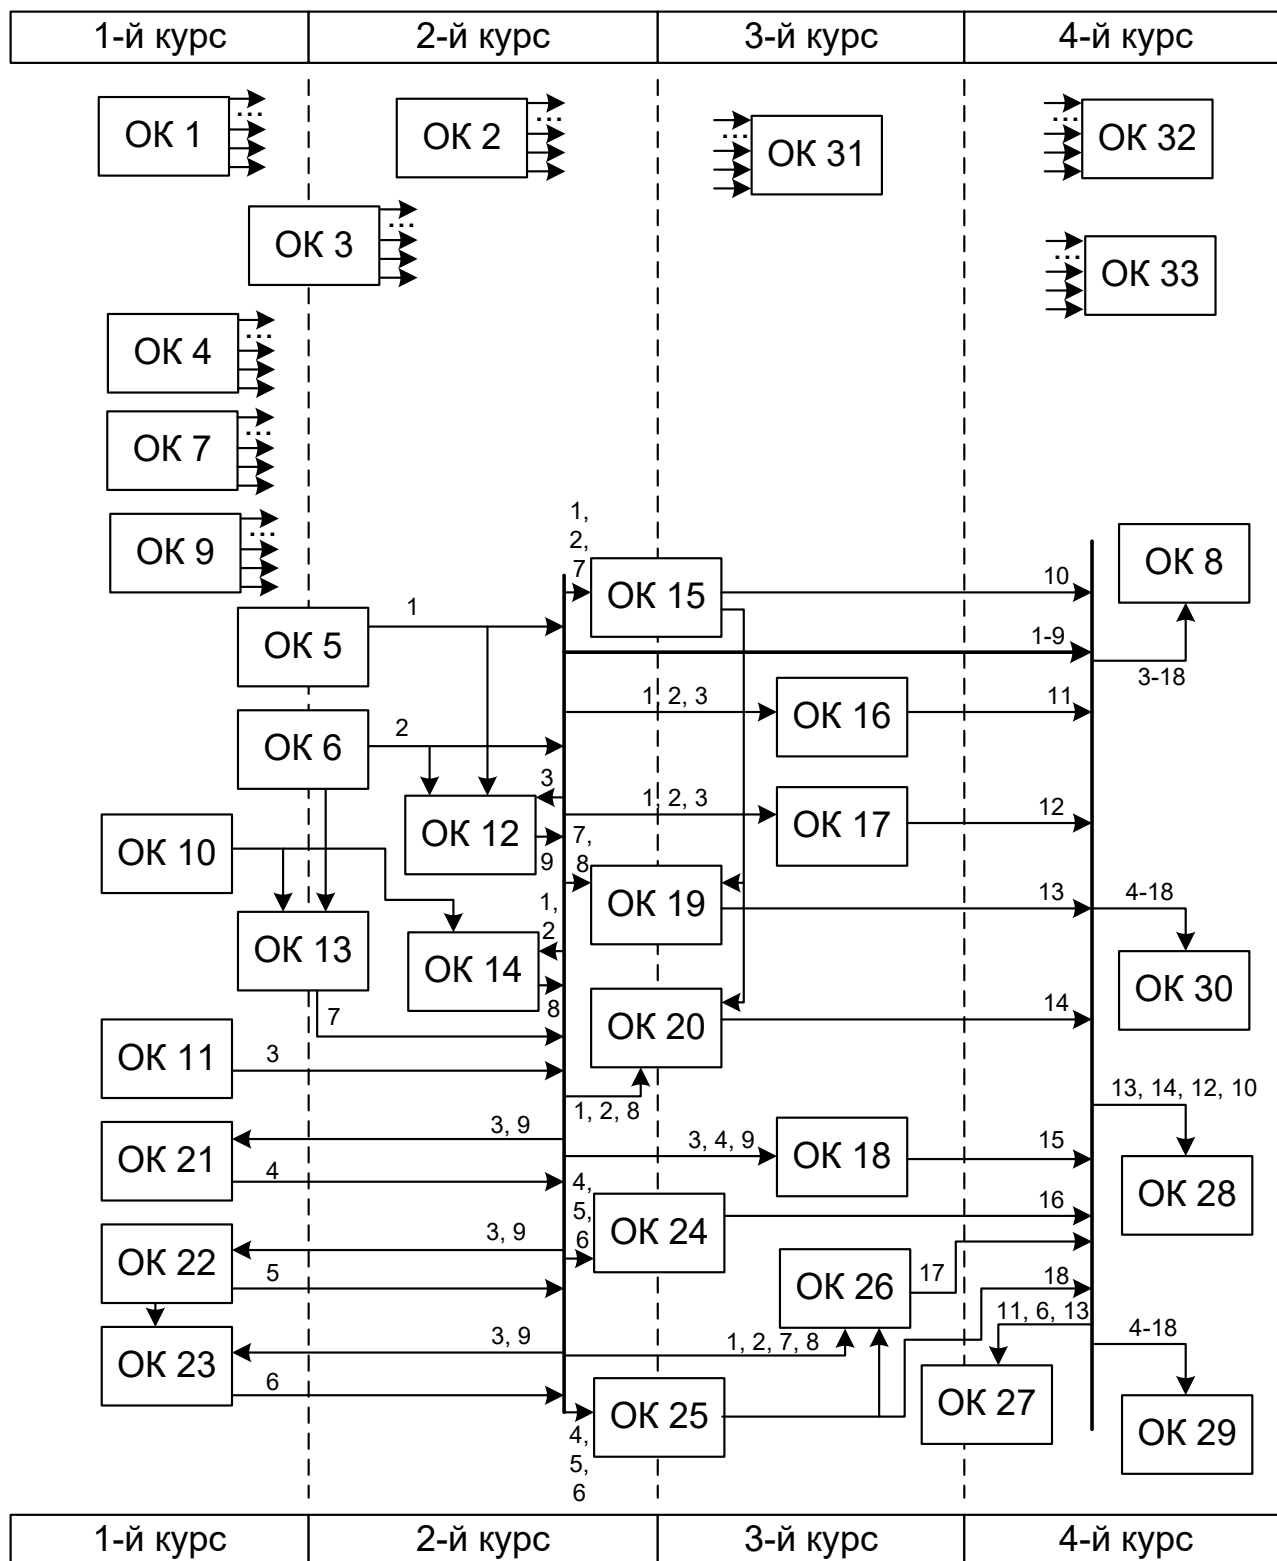 1-й курс 2-й курс 3-й курс 4-й курс
ОК 1 ... ОК 2 ... ... ОК 31 ... ОК 32
ОК 3 ... ... ОК 33
ОК 4 ...
ОК 7 ...
ОК 9 ...
1,
2,
7
ОК 15 10 ОК 8
ОК 5 1
1-9
3-18
ОК 6 2 1, 2, 3 ОК 16 11
3
ОК 12 1, 2, 3 ОК 17 12
9
ОК 10
7,
8
ОК 19 13 4-18
1,
2
ОК 13 ОК 14 ОК 30
8
7 ОК 20 14
ОК 11 3
1, 2, 8 13, 14, 12, 10
ОК 21 3, 9 3, 4, 9 ОК 18 15 ОК 28
4
4,
5,
6
ОК 24 16
ОК 22 3, 9
5 ОК 26 17 18
11, 6, 13
ОК 23 3, 9 1, 2, 7, 8 4-18
6
ОК 25 ОК 27 ОК 29
4,
5,
6
1-й курс 2-й курс 3-й курс 4-й курс